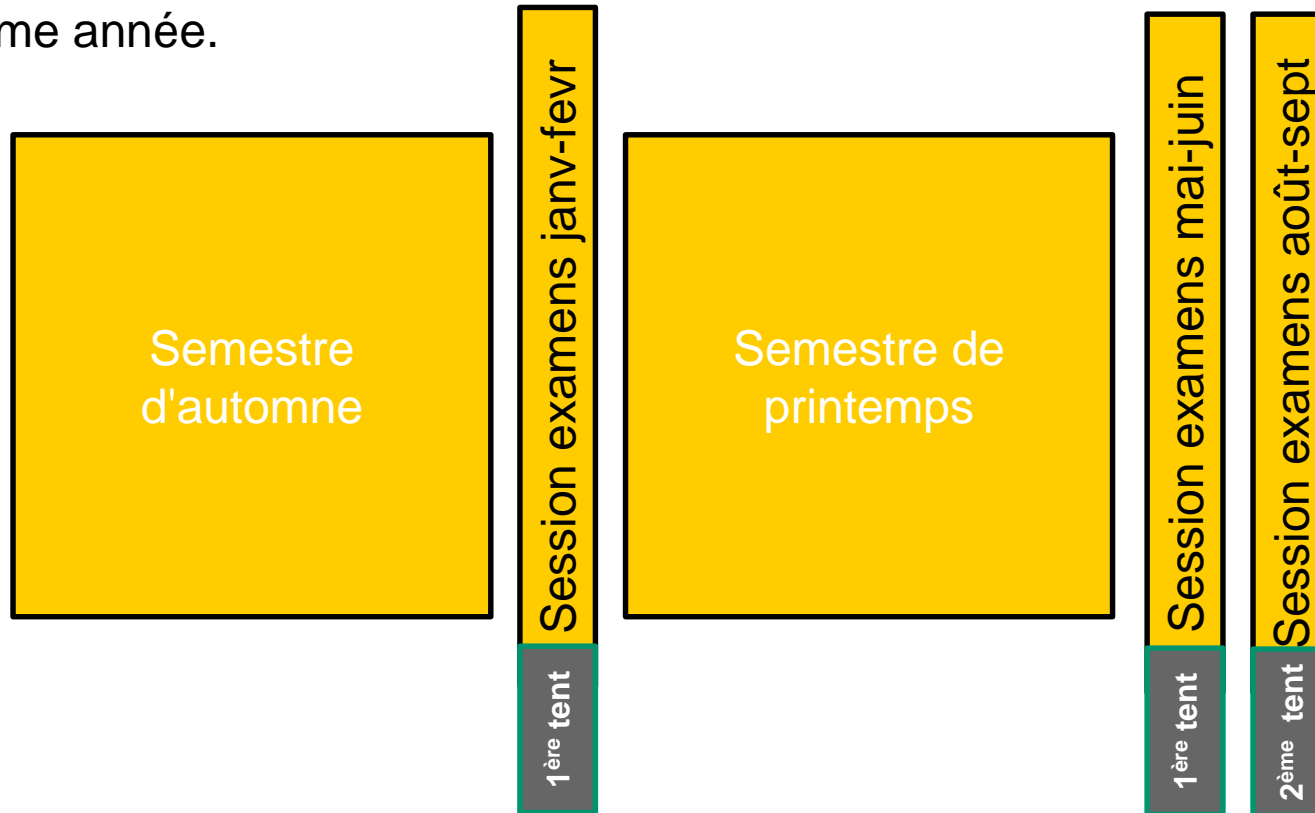 me année.
Semestre
d'automne
Session examens janv-fevr
1ère tent
Semestre de
printemps
Session examens mai-juin
1ère tent
Session examens août-sept
2ème tent